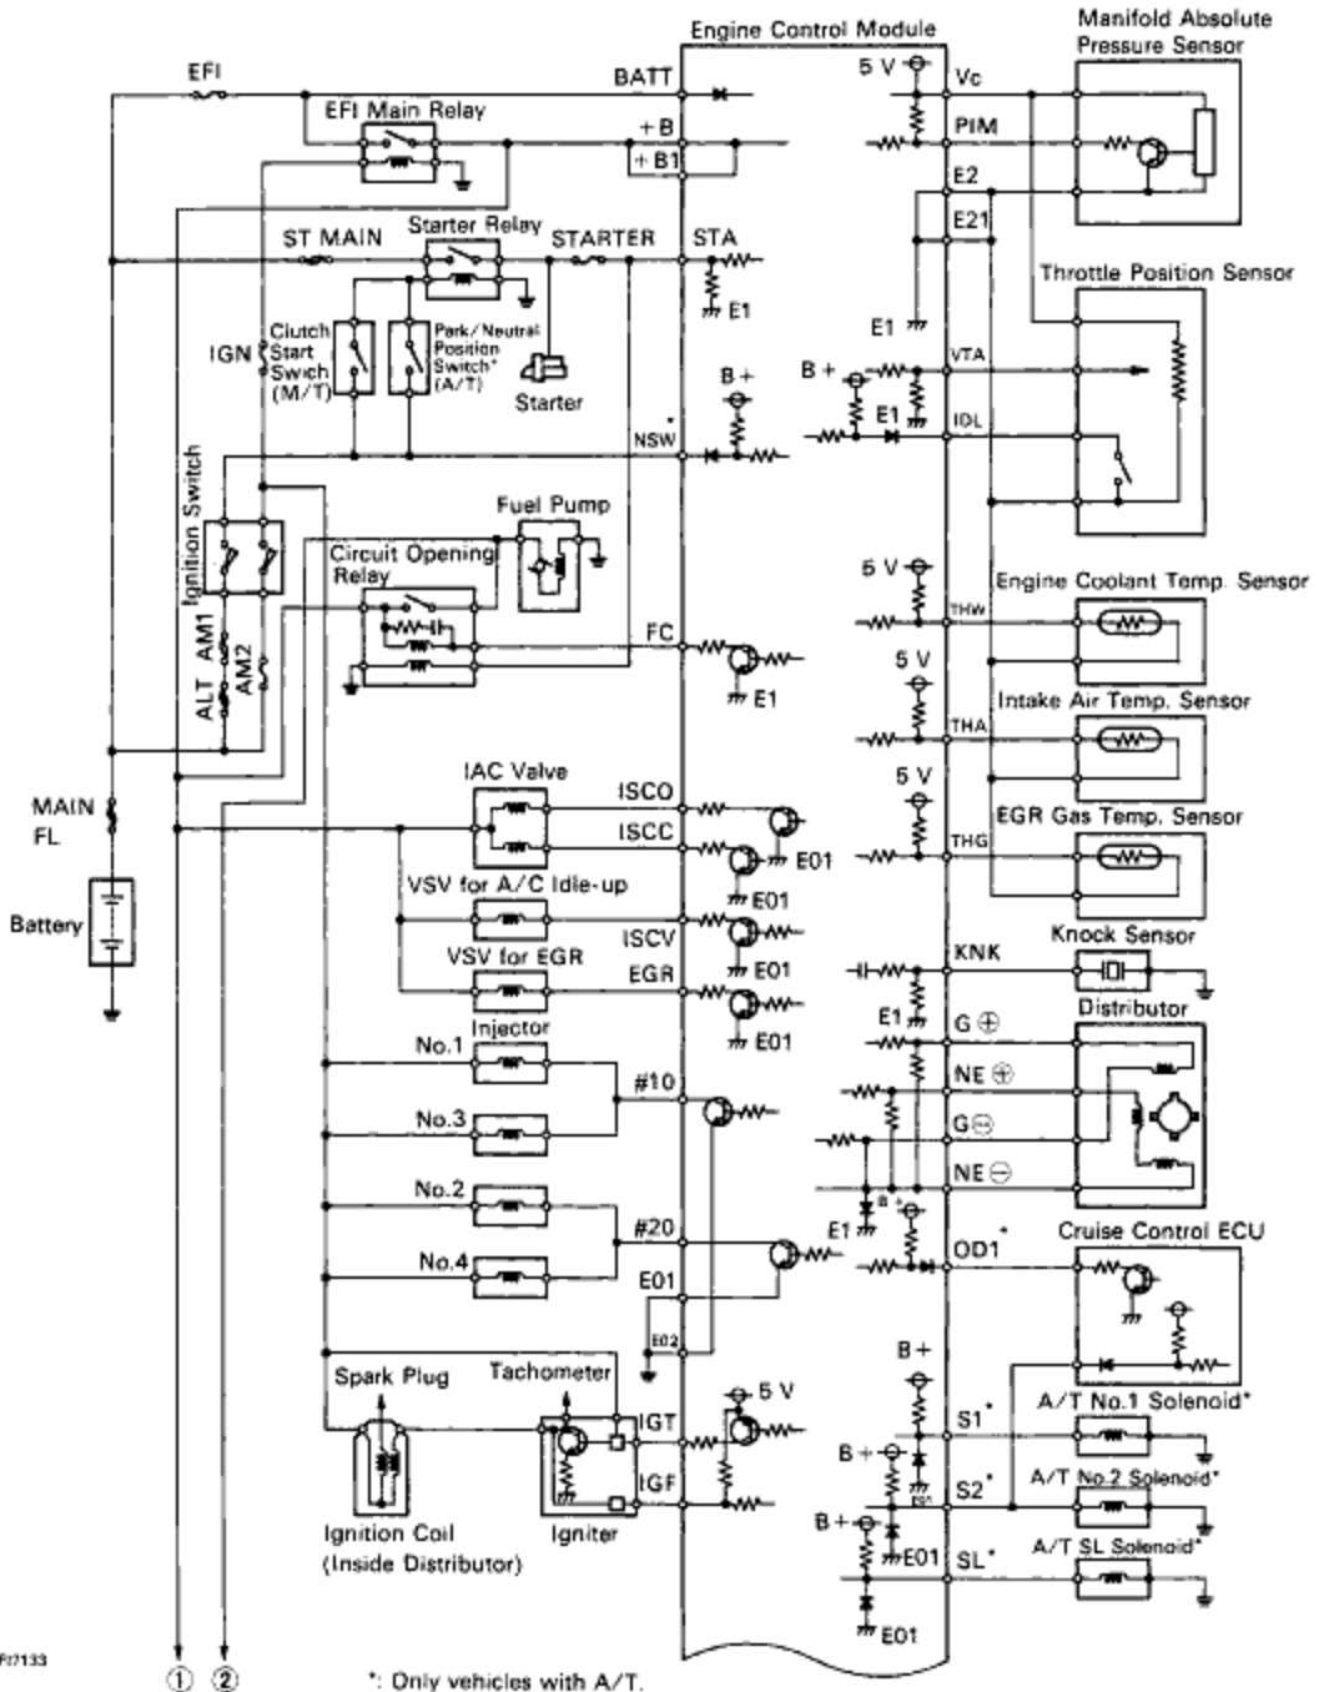 Engine Control Module
Manifold Absolute
Pressure Sensor
EFI
BATT
5 V
Vc
EFI Main Relay
+B
PIM
+B1
E2
E21
Starter Relay
ST MAIN
STARTER
STA
E1
Throttle Position Sensor
E1
IGN
Clutch
Start
Swich
(M/T)
Park/Neutral
Position
Switch*
(A/T)
Starter
B+
B+
VTA
E1
IDL
NSW*
Ignition Switch
Fuel Pump
Circuit Opening
Relay
5 V
Engine Coolant Temp. Sensor
THW
FC
E1
ALT
AM1
AM2
5 V
Intake Air Temp. Sensor
THA
5 V
MAIN
FL
IAC Valve
ISCO
ISCC
E01
E01
EGR Gas Temp. Sensor
THG
Battery
VSV for A/C Idle-up
ISCV
E01
VSV for EGR
EGR
E01
Knock Sensor
KNK
E1
Distributor
G ⊕
NE ⊕
G ⊖
NE ⊖
Injector
No.1
#10
No.3
No.2
#20
No.4
E01
E02
E1
B+
OD1*
Cruise Control ECU
Spark Plug
Tachometer
5 V
IGT
IGF
Ignition Coil
(Inside Distributor)
Igniter
B+
S1*
A/T No.1 Solenoid*
B+
S2*
A/T No.2 Solenoid*
B+
E01
SL*
A/T SL Solenoid*
E01
① ②
*: Only vehicles with A/T.